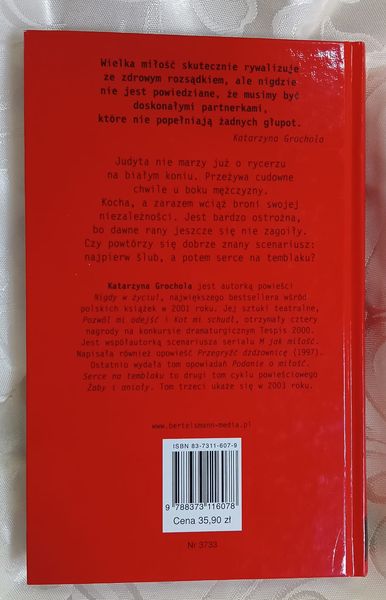 Wielka miłość skutecznie rywalizuje
ze zdrowym rozsądkiem, ale nigdzie
nie jest powiedziane, że musimy być
doskonałymi partnerkami,
które nie popełniają żadnych głupot.
Katarzyna Grochola
Judyta nie marzy już o rycerzu
na białym koniu. Przeżywa cudowne
chwile u boku mężczyzny.
Kocha, a zarazem wciąż broni swojej
niezależności. Jest bardzo ostrożna,
bo dawne rany jeszcze się nie zagoiły.
Czy powtórzy się dobrze znany scenariusz:
najpierw ślub, a potem serce na temblaku?
Katarzyna Grochola jest autorką powieści
Nigdy w życiu!, największego bestsellera wśród
polskich książek w 2001 roku. Jej sztuki teatralne,
Pozwól mi odejść i Kot mi schudł, otrzymały cztery
nagrody na konkursie dramaturgicznym Tespis 2000.
Jest współautorką scenariusza serialu M jak miłość.
Napisała również opowieść Przegryźć dżdżownicę (1997).
Ostatnio wydała tom opowiadań Podanie o miłość.
Serce na temblaku to drugi tom cyklu powieściowego
Żaby i anioły. Tom trzeci ukaże się w 2003 roku.
www.bertelsmann-media.pl
ISBN 83-7311-607-9
9 788373 116078
Cena 35,90 zł
Nr 3733